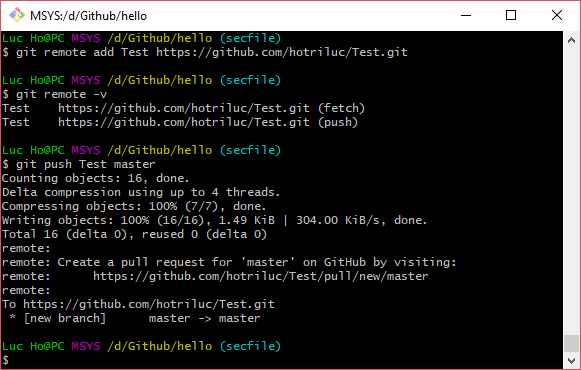 MSYS:/d/Github/hello
Luc Ho@PC MSYS /d/Github/hello (secfile)
$ git remote add Test https://github.com/hotriluc/Test.git
Luc Ho@PC MSYS /d/Github/hello (secfile)
$ git remote -v
Test    https://github.com/hotriluc/Test.git (fetch)
Test    https://github.com/hotriluc/Test.git (push)
Luc Ho@PC MSYS /d/Github/hello (secfile)
$ git push Test master
Counting objects: 16, done.
Delta compression using up to 4 threads.
Compressing objects: 100% (7/7), done.
Writing objects: 100% (16/16), 1.49 KiB | 304.00 KiB/s, done.
Total 16 (delta 0), reused 0 (delta 0)
remote:
remote: Create a pull request for 'master' on GitHub by visiting:
remote:      https://github.com/hotriluc/Test/pull/new/master
remote:
To https://github.com/hotriluc/Test.git
 * [new branch]      master -> master
Luc Ho@PC MSYS /d/Github/hello (secfile)
$